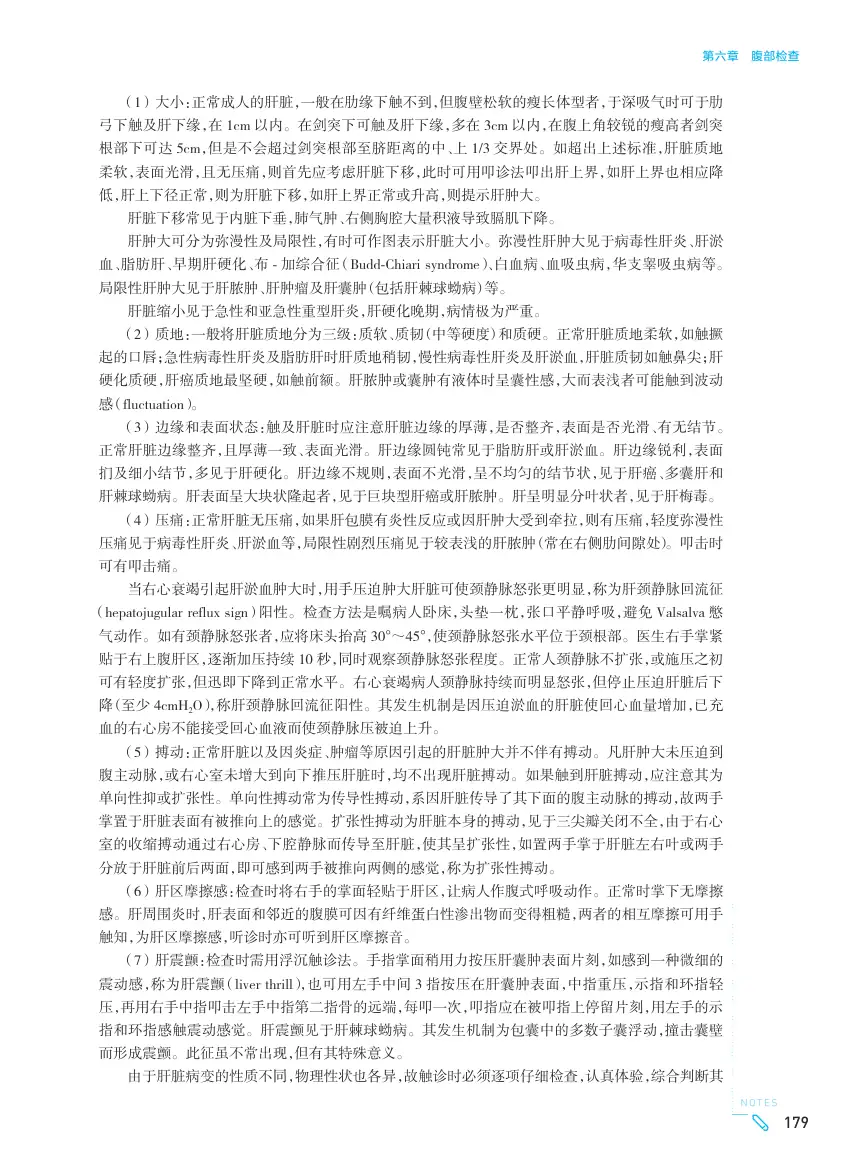 第六章 腹部检查
（1）大小：正常成人的肝脏，一般在肋缘下触不到，但腹壁松软的瘦长体型者，于深吸气时可于肋
弓下触及肝下缘，在 1cm 以内。在剑突下可触及肝下缘，多在 3cm 以内，在腹上角较锐的瘦高者剑突
根部下可达 5cm，但是不会超过剑突根部至脐距离的中、上 1/3 交界处。如超出上述标准，肝脏质地
柔软，表面光滑，且无压痛，则首先应考虑肝脏下移，此时可用叩诊法叩出肝上界，如肝上界也相应降
低，肝上下径正常，则为肝脏下移，如肝上界正常或升高，则提示肝肿大。
肝脏下移常见于内脏下垂，肺气肿、右侧胸腔大量积液导致膈肌下降。
肝肿大可分为弥漫性及局限性，有时可作图表示肝脏大小。弥漫性肝肿大见于病毒性肝炎、肝淤
血、脂肪肝、早期肝硬化、布 - 加综合征（Budd-Chiari syndrome）、白血病、血吸虫病，华支睾吸虫病等。
局限性肝肿大见于肝脓肿、肝肿瘤及肝囊肿（包括肝棘球蚴病）等。
肝脏缩小见于急性和亚急性重型肝炎，肝硬化晚期，病情极为严重。
（2）质地：一般将肝脏质地分为三级：质软、质韧（中等硬度）和质硬。正常肝脏质地柔软，如触撅
起的口唇；急性病毒性肝炎及脂肪肝时肝质地稍韧，慢性病毒性肝炎及肝淤血，肝脏质韧如触鼻尖；肝
硬化质硬，肝癌质地最坚硬，如触前额。肝脓肿或囊肿有液体时呈囊性感，大而表浅者可能触到波动
感（fluctuation）。
（3）边缘和表面状态：触及肝脏时应注意肝脏边缘的厚薄，是否整齐，表面是否光滑、有无结节。
正常肝脏边缘整齐，且厚薄一致、表面光滑。肝边缘圆钝常见于脂肪肝或肝淤血。肝边缘锐利，表面
扪及细小结节，多见于肝硬化。肝边缘不规则，表面不光滑，呈不均匀的结节状，见于肝癌、多囊肝和
肝棘球蚴病。肝表面呈大块状隆起者，见于巨块型肝癌或肝脓肿。肝呈明显分叶状者，见于肝梅毒。
（4）压痛：正常肝脏无压痛，如果肝包膜有炎性反应或因肝肿大受到牵拉，则有压痛，轻度弥漫性
压痛见于病毒性肝炎、肝淤血等，局限性剧烈压痛见于较表浅的肝脓肿（常在右侧肋间隙处）。叩击时
可有叩击痛。
当右心衰竭引起肝淤血肿大时，用手压迫肿大肝脏可使颈静脉怒张更明显，称为肝颈静脉回流征
（hepatojugular reflux sign）阳性。检查方法是嘱病人卧床，头垫一枕，张口平静呼吸，避免 Valsalva 憋
气动作。如有颈静脉怒张者，应将床头抬高 30°～45°，使颈静脉怒张水平位于颈根部。医生右手掌紧
贴于右上腹肝区，逐渐加压持续 10 秒，同时观察颈静脉怒张程度。正常人颈静脉不扩张，或施压之初
可有轻度扩张，但迅即下降到正常水平。右心衰竭病人颈静脉持续而明显怒张，但停止压迫肝脏后下
降（至少 4cmH₂O），称肝颈静脉回流征阳性。其发生机制是因压迫淤血的肝脏使回心血量增加，已充
血的右心房不能接受回心血液而使颈静脉压被迫上升。
（5）搏动：正常肝脏以及因炎症、肿瘤等原因引起的肝脏肿大并不伴有搏动。凡肝肿大未压迫到
腹主动脉，或右心室未增大到向下推压肝脏时，均不出现肝脏搏动。如果触到肝脏搏动，应注意其为
单向性抑或扩张性。单向性搏动常为传导性搏动，系因肝脏传导了其下面的腹主动脉的搏动，故两手
掌置于肝脏表面有被推向上的感觉。扩张性搏动为肝脏本身的搏动，见于三尖瓣关闭不全，由于右心
室的收缩搏动通过右心房、下腔静脉而传导至肝脏，使其呈扩张性，如置两手掌于肝脏左右叶或两手
分放于肝脏前后两面，即可感到两手被推向两侧的感觉，称为扩张性搏动。
（6）肝区摩擦感：检查时将右手的掌面轻贴于肝区，让病人作腹式呼吸动作。正常时掌下无摩擦
感。肝周围炎时，肝表面和邻近的腹膜可因有纤维蛋白性渗出物而变得粗糙，两者的相互摩擦可用手
触知，为肝区摩擦感，听诊时亦可听到肝区摩擦音。
（7）肝震颤：检查时需用浮沉触诊法。手指掌面稍用力按压肝囊肿表面片刻，如感到一种微细的
震动感，称为肝震颤（liver thrill），也可用左手中间 3 指按压在肝囊肿表面，中指重压，示指和环指轻
压，再用右手中指叩击左手中指第二指骨的远端，每叩一次，叩指应在被叩指上停留片刻，用左手的示
指和环指感触震动感觉。肝震颤见于肝棘球蚴病。其发生机制为包囊中的多数子囊浮动，撞击囊壁
而形成震颤。此征虽不常出现，但有其特殊意义。
由于肝脏病变的性质不同，物理性状也各异，故触诊时必须逐项仔细检查，认真体验，综合判断其
NOTES
179